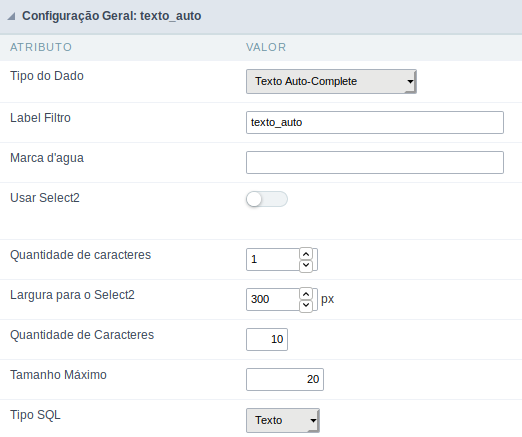 Configuração Geral: texto_auto
ATRIBUTO VALOR
Tipo do Dado Texto Auto-Complete
Label Filtro texto_auto
Marca d'agua
Usar Select2
Quantidade de caracteres 1
Largura para o Select2 300 px
Quantidade de Caracteres 10
Tamanho Máximo 20
Tipo SQL Texto